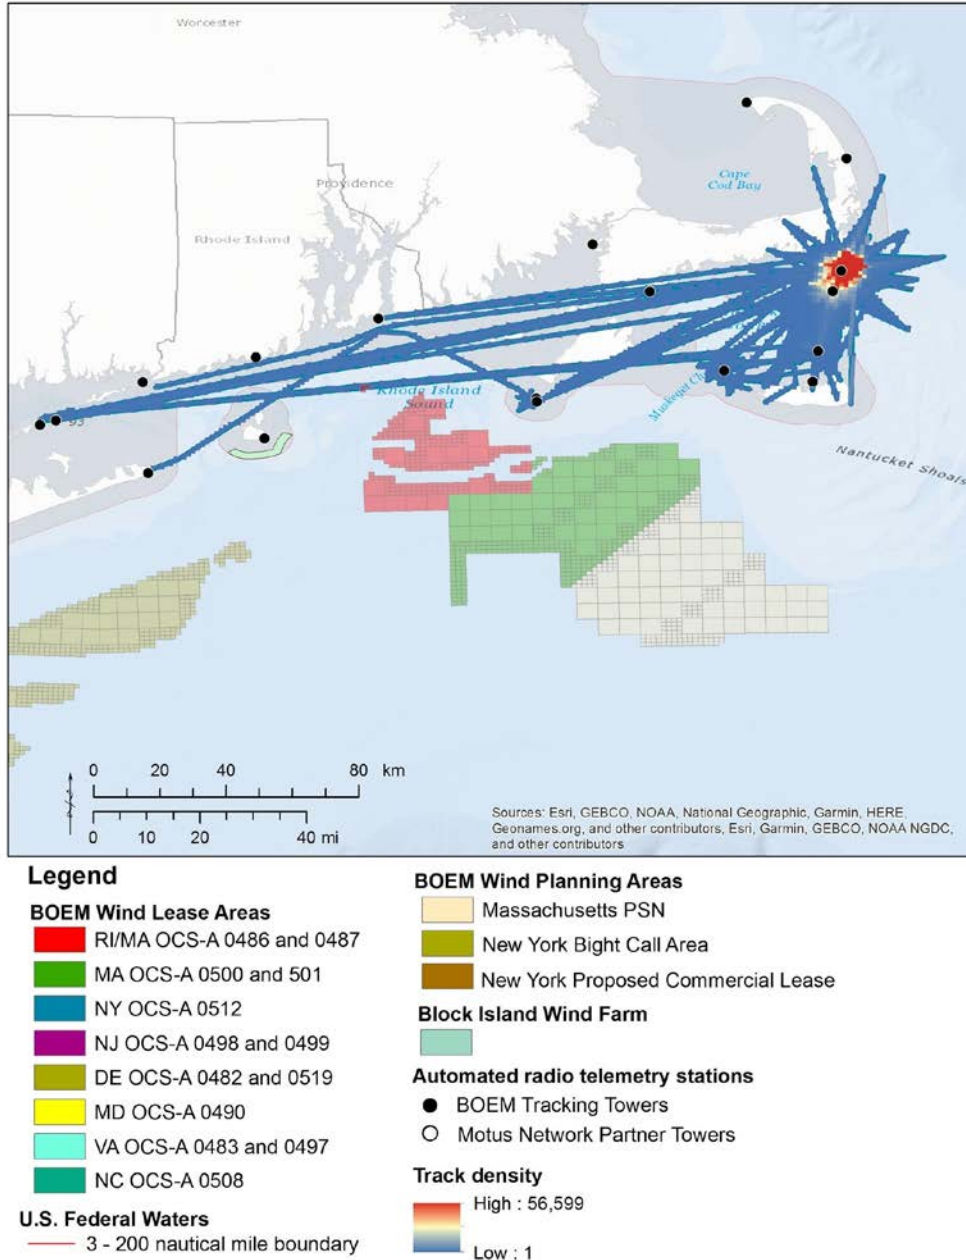 Worcester
Cape
Cod Bay
Providence
Rhode Island
Rhode Island
Sound
93
Nantucket Shoals
0 20 40 80 km
0 10 20 40 mi
Sources: Esri, GEBCO, NOAA, National Geographic, Garmin, HERE,
Geonames.org, and other contributors, Esri, Garmin, GEBCO, NOAA NGDC,
and other contributors
Legend
BOEM Wind Lease Areas
RI/MA OCS-A 0486 and 0487
MA OCS-A 0500 and 501
NY OCS-A 0512
NJ OCS-A 0498 and 0499
DE OCS-A 0482 and 0519
MD OCS-A 0490
VA OCS-A 0483 and 0497
NC OCS-A 0508
U.S. Federal Waters
3 - 200 nautical mile boundary
BOEM Wind Planning Areas
Massachusetts PSN
New York Bight Call Area
New York Proposed Commercial Lease
Block Island Wind Farm
Automated radio telemetry stations
BOEM Tracking Towers
Motus Network Partner Towers
Track density
High : 56,599
Low : 1